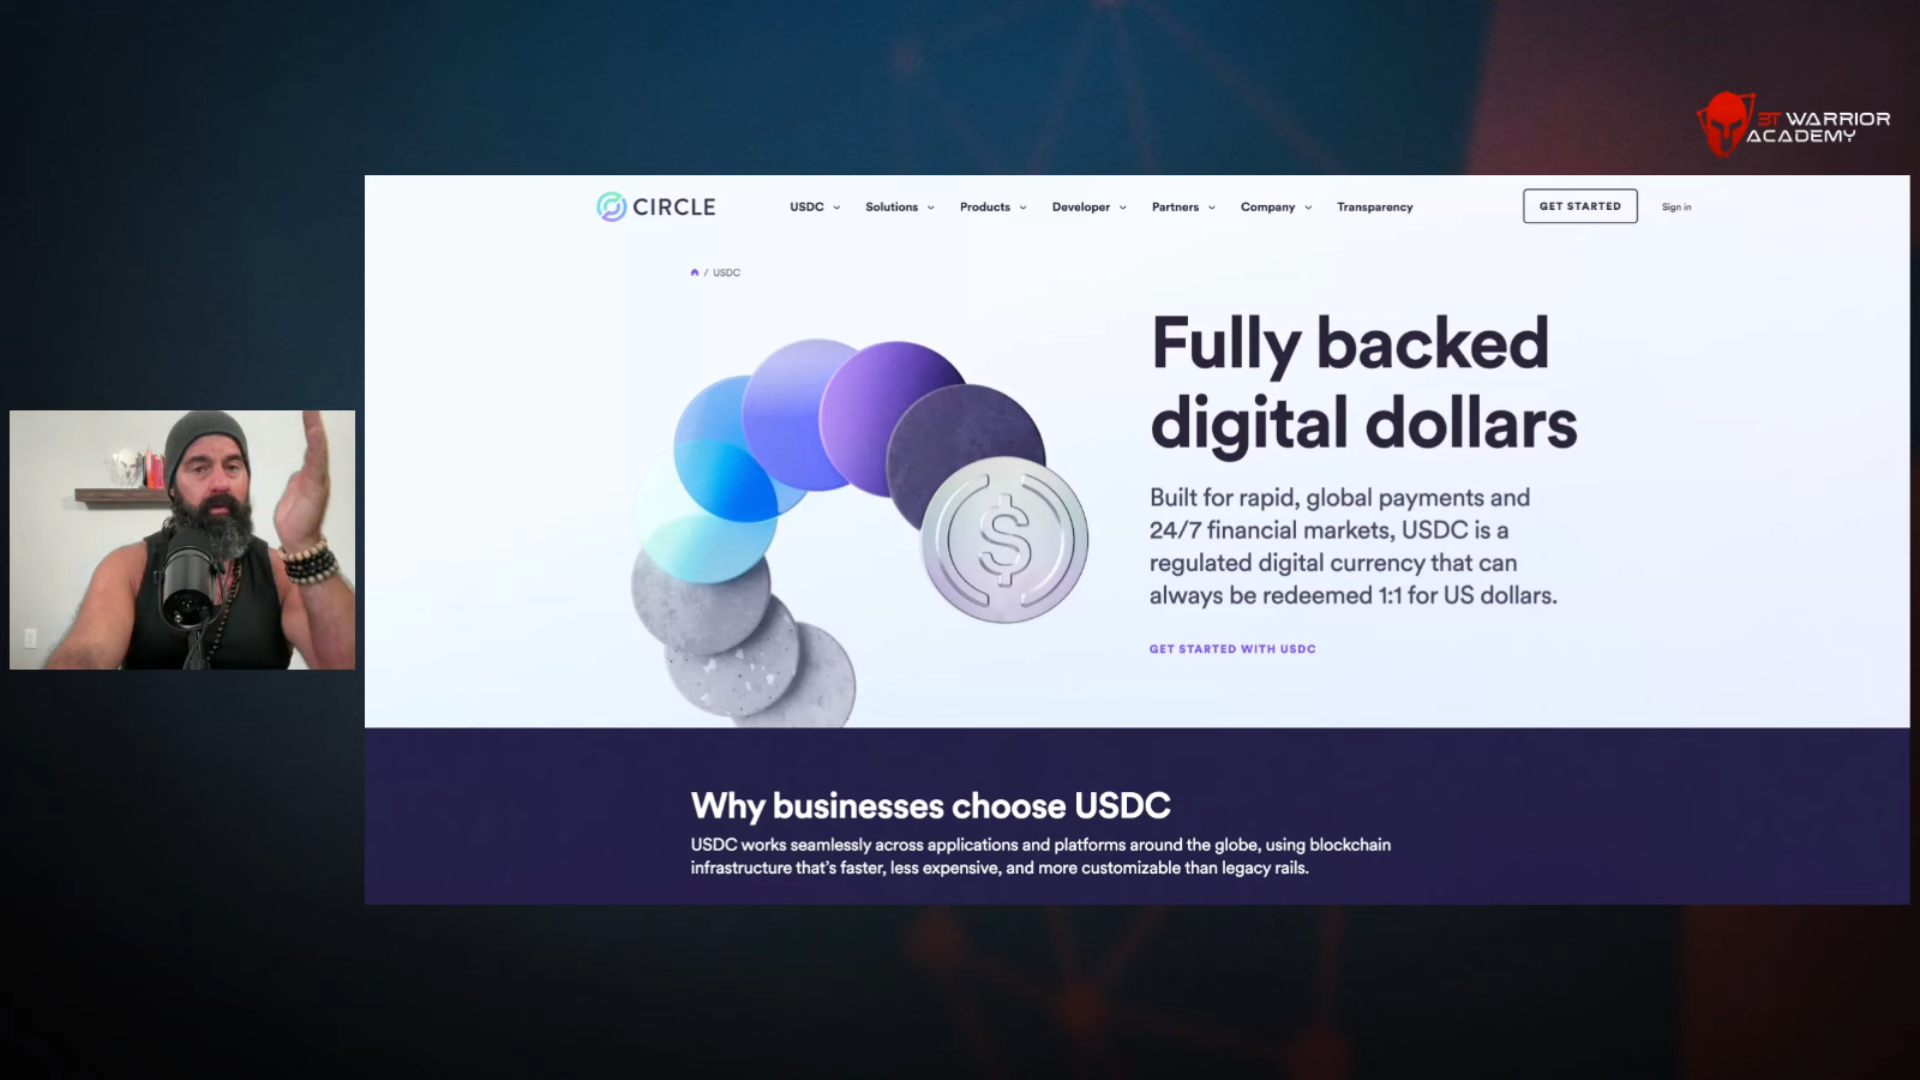 3T WARRIOR
ACADEMY
CIRCLE
USDC
Solutions
Products
Developer
Partners
Company
Transparency
GET STARTED
Sign in
/ USDC
Fully backed
digital dollars
Built for rapid, global payments and
24/7 financial markets, USDC is a
regulated digital currency that can
always be redeemed 1:1 for US dollars.
GET STARTED WITH USDC
Why businesses choose USDC
USDC works seamlessly across applications and platforms around the globe, using blockchain
infrastructure that's faster, less expensive, and more customizable than legacy rails.